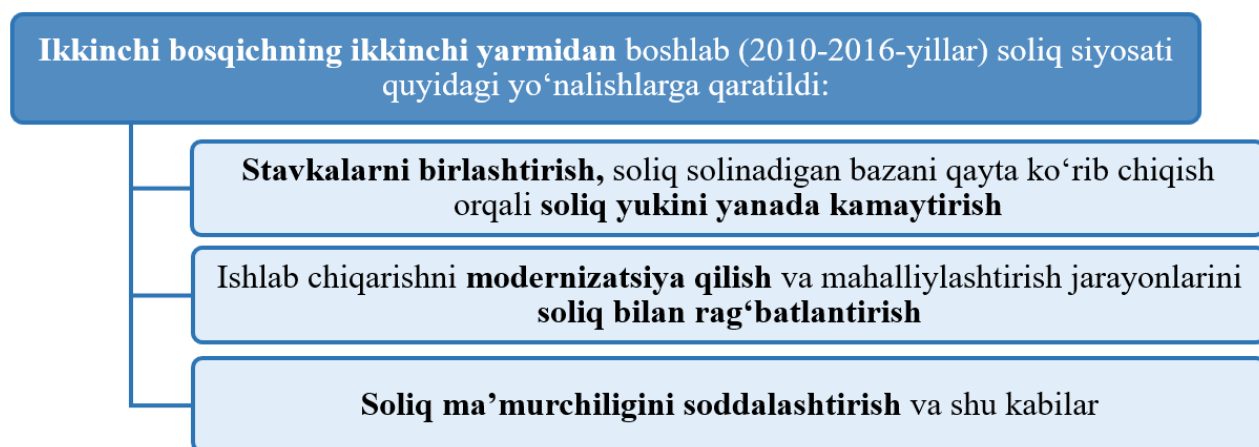 Ikkinchi bosqichning ikkinchi yarmidan boshlab (2010-2016-yillar) soliq siyosati
quyidagi yo‘nalishlarga qaratildi:
Stavkalarni birlashtirish, soliq solinadigan bazani qayta ko‘rib chiqish
orqali soliq yukini yanada kamaytirish
Ishlab chiqarishni modernizatsiya qilish va mahalliylashtirish jarayonlarini
soliq bilan rag‘batlantirish
Soliq ma’murchiligini soddalashtirish va shu kabilar